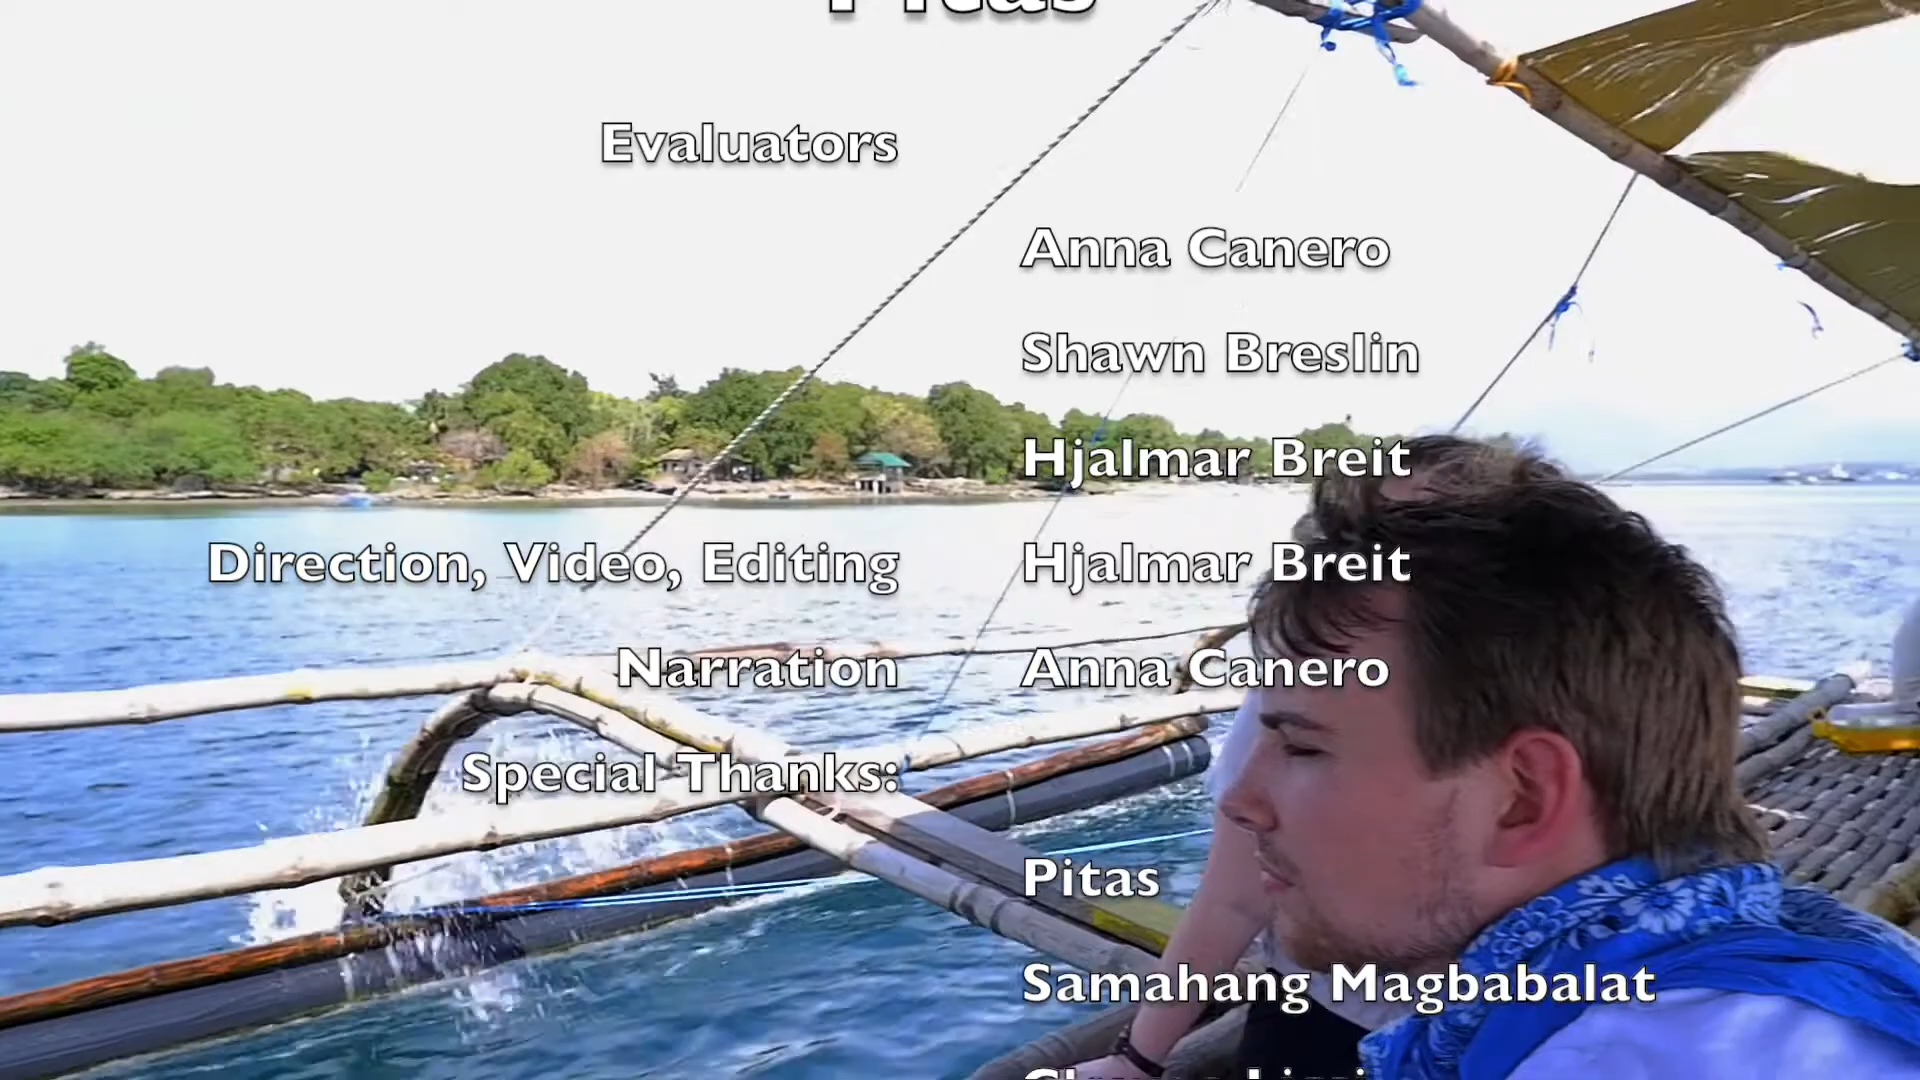 Pitas
Evaluators
Anna Canero
Shawn Breslin
Hjalmar Breit
Direction, Video, Editing Hjalmar Breit
Narration Anna Canero
Special Thanks:
Pitas
Samahang Magbabalat